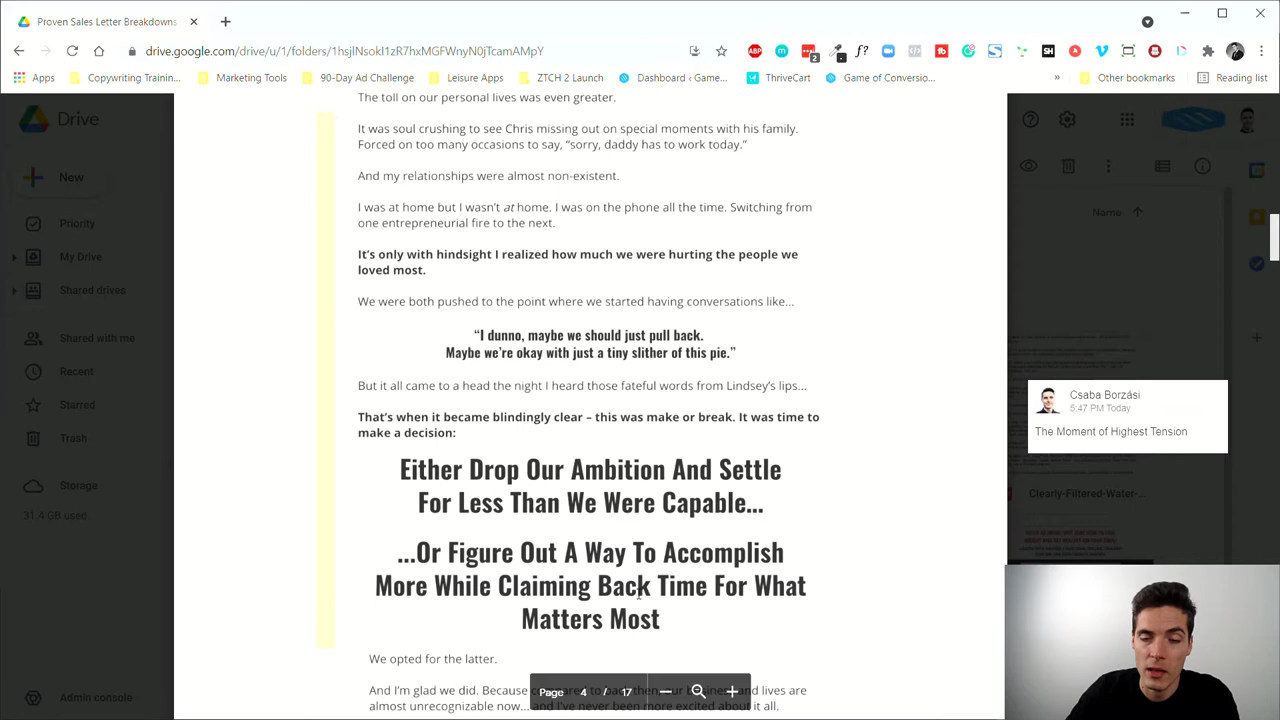 Proven Sales Letter Breakdowns
drive.google.com/drive/u/1/folders/1hsjlNsokI1zR7hxMGFWnyN0jTcamAMpY
Apps
Copywriting Trainin...
Marketing Tools
90-Day Ad Challenge
Leisure Apps
ZTCH 2 Launch
Dashboard ‹ Game...
ThriveCart
Game of Conversio...
»
Other bookmarks
Reading list
Drive
New
Priority
My Drive
Shared drives
Shared with me
Recent
Starred
Trash
Storage
31.4 GB used
Admin console
The toll on our personal lives was even greater.
It was soul crushing to see Chris missing out on special moments with his family.
Forced on too many occasions to say, “sorry, daddy has to work today.”
And my relationships were almost non-existent.
I was at home but I wasn’t at home. I was on the phone all the time. Switching from
one entrepreneurial fire to the next.
It’s only with hindsight I realized how much we were hurting the people we
loved most.
We were both pushed to the point where we started having conversations like...
“I dunno, maybe we should just pull back.
Maybe we’re okay with just a tiny slither of this pie.”
But it all came to a head the night I heard those fateful words from Lindsey’s lips...
That’s when it became blindingly clear – this was make or break. It was time to
make a decision:
Either Drop Our Ambition And Settle
For Less Than We Were Capable...
...Or Figure Out A Way To Accomplish
More While Claiming Back Time For What
Matters Most
We opted for the latter.
And I’m glad we did. Because compared to back then, our business and lives are
almost unrecognizable now... and I’ve never been more excited about it all.
Page 4 / 17
Name
Csaba Borzási
5:47 PM Today
The Moment of Highest Tension
Clearly-Filtered-Water-...